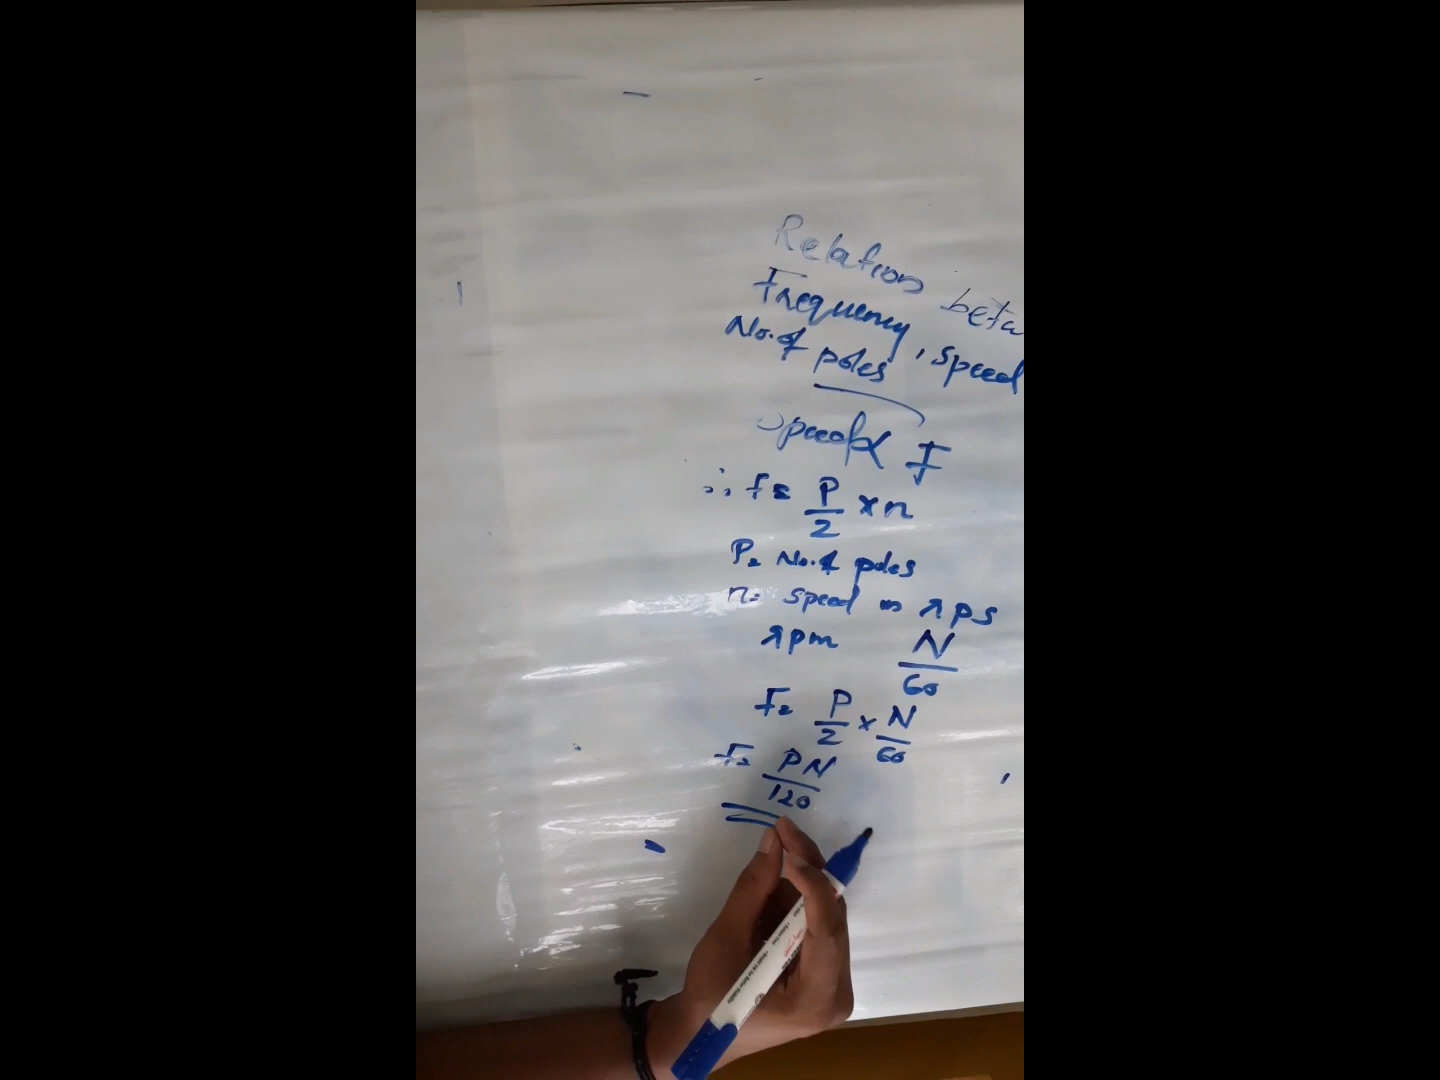 Relation betw
Frequency, speed
No. of poles
Speed ∝ F
∴ f = P/2 × n
P = No. of poles
n = speed in rps
rpm N/60
F = P/2 × N/60
F = PN/120